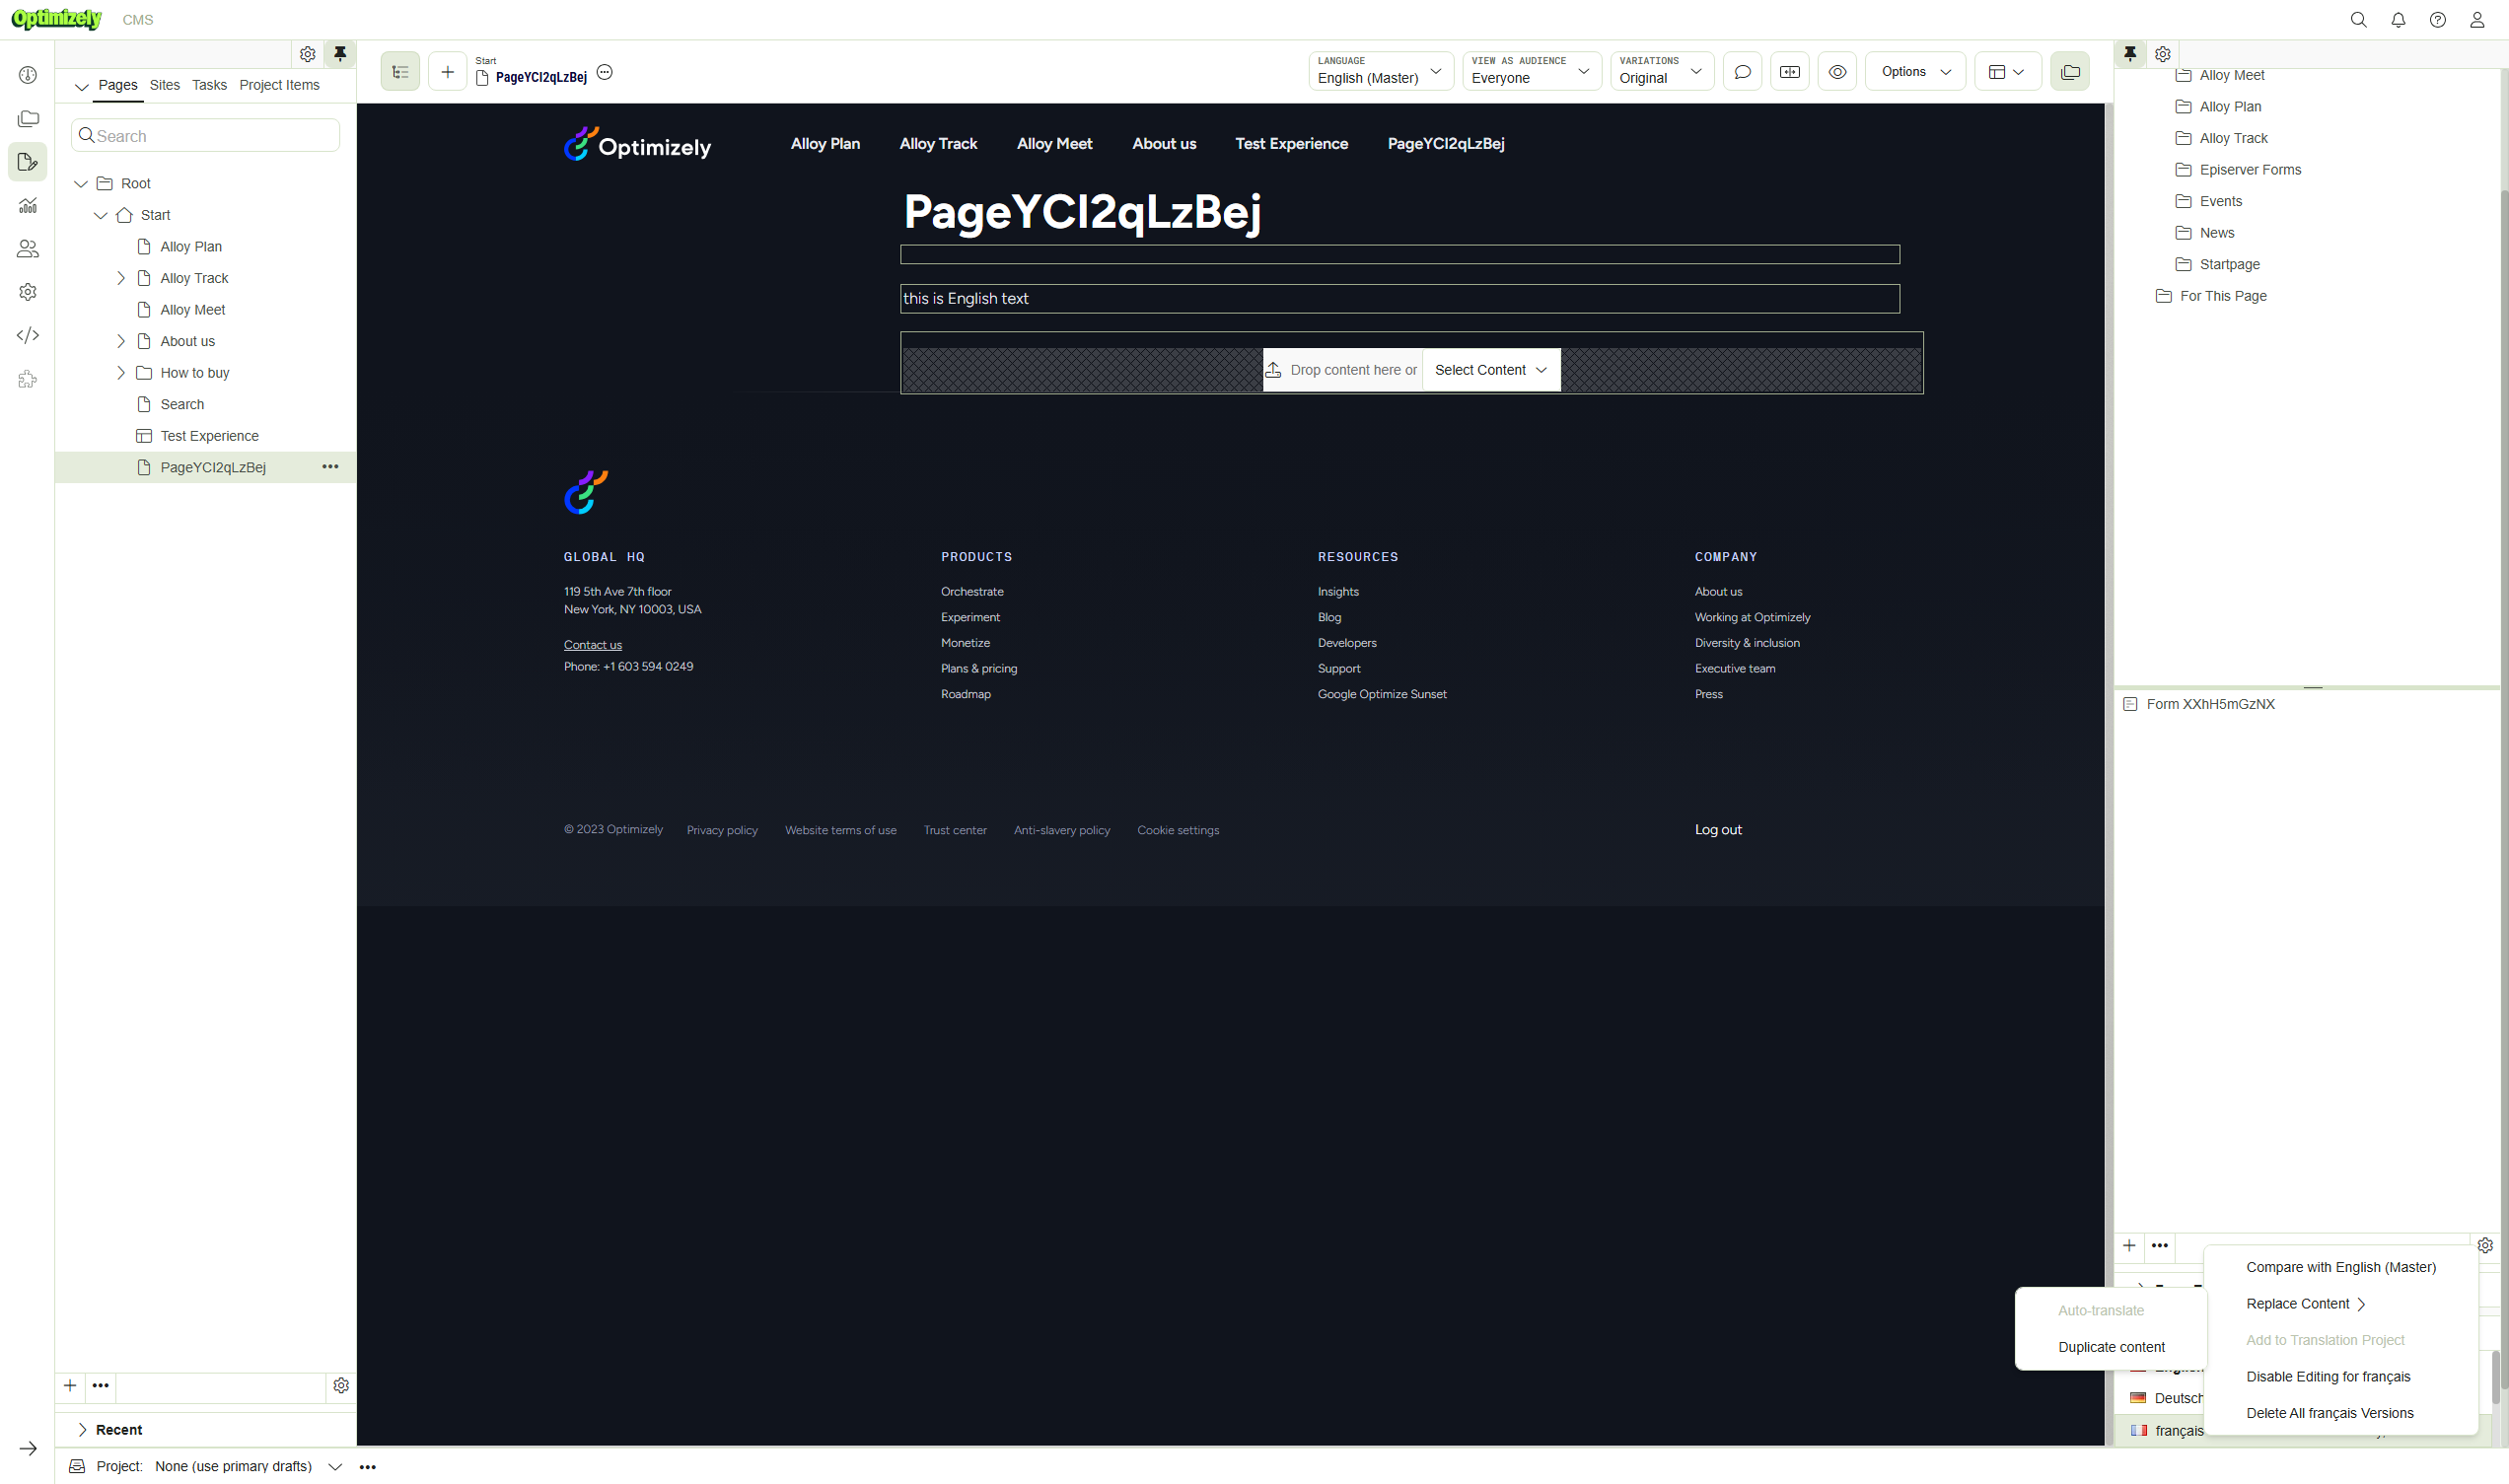 Optimizely CMS
Pages Sites Tasks Project Items
Search
Root
Start
Alloy Plan
Alloy Track
Alloy Meet
About us
How to buy
Search
Test Experience
PageYCI2qLzBej
Recent
Project: None (use primary drafts)
Start
PageYCI2qLzBej
LANGUAGE
English (Master)
VIEW AS AUDIENCE
Everyone
VARIATIONS
Original
Options
Optimizely Alloy Plan Alloy Track Alloy Meet About us Test Experience PageYCI2qLzBej
PageYCI2qLzBej
this is English text
Drop content here or Select Content
GLOBAL HQ
119 5th Ave 7th floor
New York, NY 10003, USA
Contact us
Phone: +1 603 594 0249
PRODUCTS
Orchestrate
Experiment
Monetize
Plans & pricing
Roadmap
RESOURCES
Insights
Blog
Developers
Support
Google Optimize Sunset
COMPANY
About us
Working at Optimizely
Diversity & inclusion
Executive team
Press
© 2023 Optimizely Privacy policy Website terms of use Trust center Anti-slavery policy Cookie settings Log out
Alloy Meet
Alloy Plan
Alloy Track
Episerver Forms
Events
News
Startpage
For This Page
Form XXhH5mGzNX
Compare with English (Master)
Replace Content
Add to Translation Project
Disable Editing for français
Delete All français Versions
Auto-translate
Duplicate content
Deutsch
français